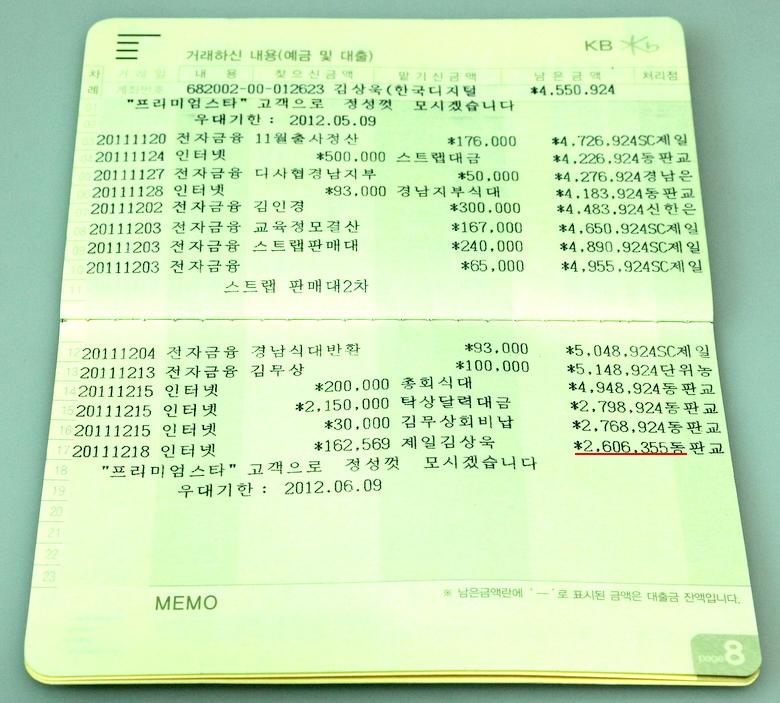 거래하신 내용(예금 및 대출)
KB
차 거래일 내용 찾으신금액 맡기신금액 남은금액 처리점
례 계좌번호 682002-00-012623 김상욱(한국디지털 *4,550,924
"프리미엄스타" 고객으로 정성껏 모시겠습니다
우대기한 : 2012.05.09
20111120 전자금융 11월출사정산 *176,000 *4,726,924SC제일
20111124 인터넷 *500,000 스트랩대금 *4,226,924동판교
20111127 전자금융 디사협경남지부 *50,000 *4,276,924경남은
20111128 인터넷 *93,000 경남지부식대 *4,183,924동판교
07 20111202 전자금융 김인경 *300,000 *4,483,924신한은
08 20111203 전자금융 교육정모결산 *167,000 *4,650,924SC제일
09 20111203 전자금융 스트랩판매대 *240,000 *4,890,924SC제일
10 20111203 전자금융 *65,000 *4,955,924SC제일
11 스트랩 판매대2차
12 20111204 전자금융 경남식대반환 *93,000 *5,048,924SC제일
13 20111213 전자금융 김무상 *100,000 *5,148,924단위농
14 20111215 인터넷 *200,000 총회식대 *4,948,924동판교
15 20111215 인터넷 *2,150,000 탁상달력대금 *2,798,924동판교
16 20111215 인터넷 *30,000 김무상회비납 *2,768,924동판교
17 20111218 인터넷 *162,569 제일김상욱 *2,606,355동판교
18 "프리미엄스타" 고객으로 정성껏 모시겠습니다
19 우대기한 : 2012.06.09
20
21
22
23
※ 남은금액란에 '—'로 표시된 금액은 대출금 잔액입니다.
MEMO
page 8